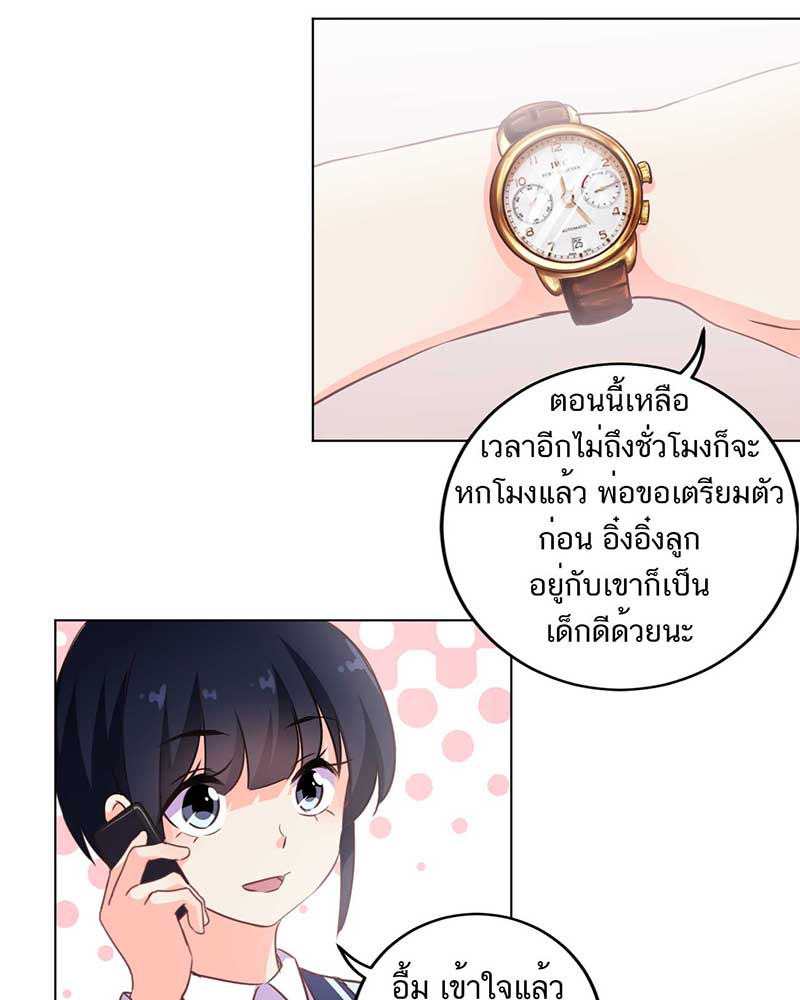 IWC
AUTOMATIC
25
ตอนนี้เหลือ
เวลาอีกไม่ถึงชั่วโมงก็จะ
หกโมงแล้ว พ่อขอเตรียมตัว
ก่อน อิ๋งอิ๋งลูก
อยู่กับเขาก็เป็น
เด็กดีด้วยนะ
อื้ม เข้าใจแล้ว